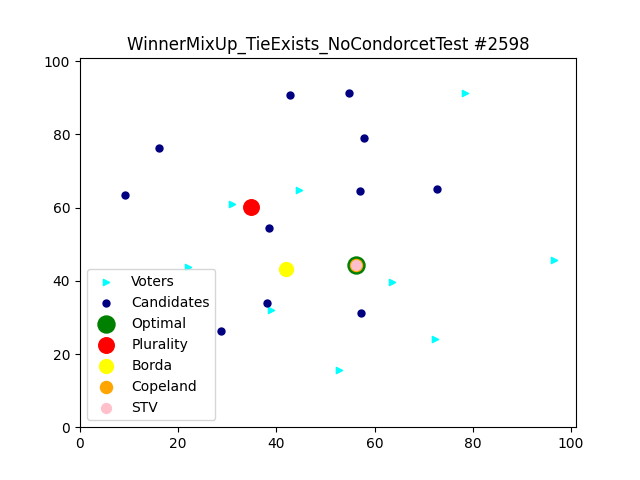 WinnerMixUp_TieExists_NoCondorcetTest #2598
100
80
60
40
20
0
Voters
Candidates
Optimal
Plurality
Borda
Copeland
STV
0 20 40 60 80 100